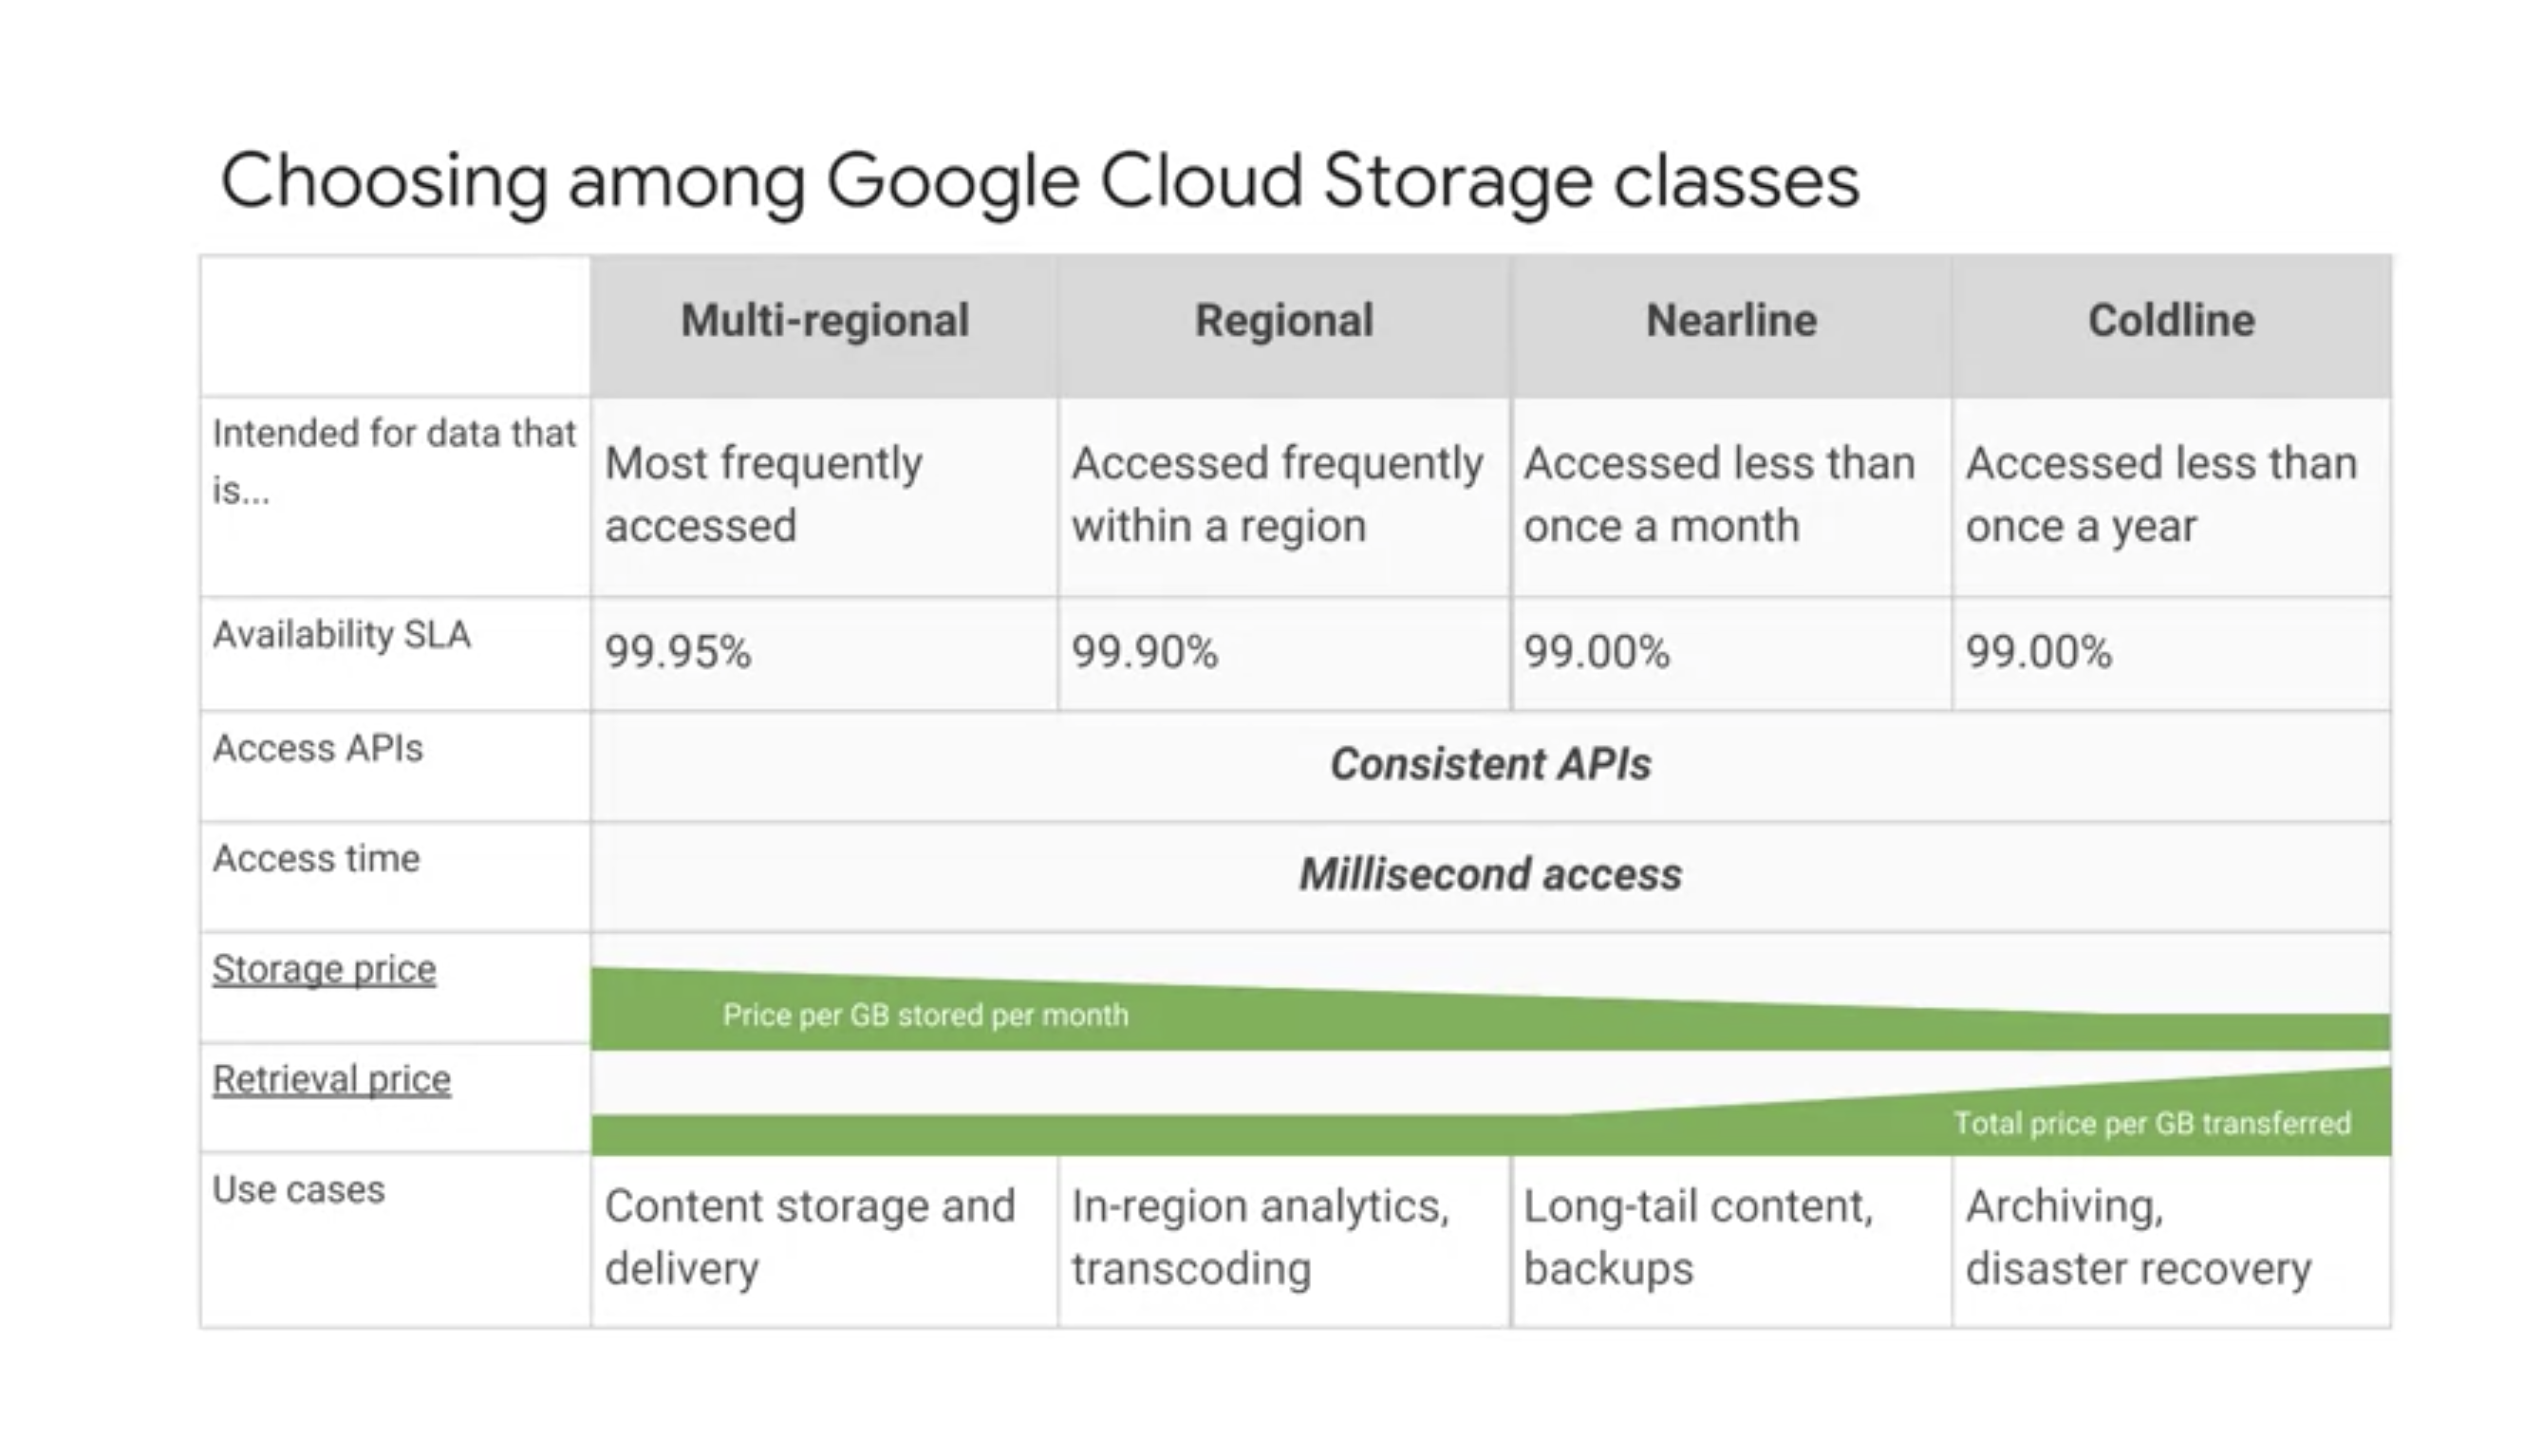 Choosing among Google Cloud Storage classes
Multi-regional
Regional
Nearline
Coldline
Intended for data that
is...
Most frequently
accessed
Accessed frequently
within a region
Accessed less than
once a month
Accessed less than
once a year
Availability SLA
99.95%
99.90%
99.00%
99.00%
Access APIs
Consistent APIs
Access time
Millisecond access
Storage price
Price per GB stored per month
Retrieval price
Total price per GB transferred
Use cases
Content storage and
delivery
In-region analytics,
transcoding
Long-tail content,
backups
Archiving,
disaster recovery